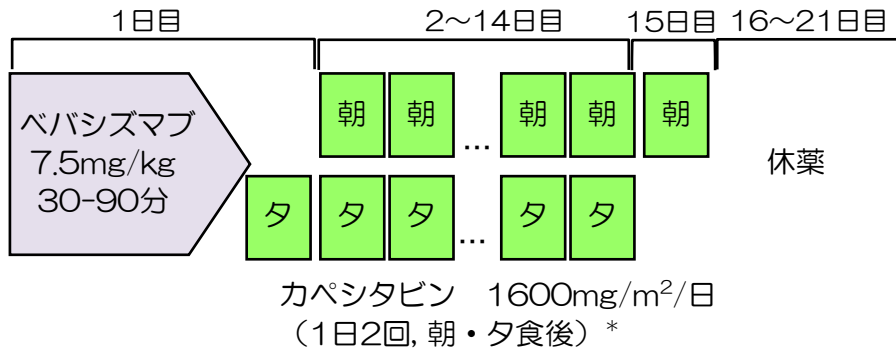 1日目 2〜14日目 15日目 16〜21日目
ベバシズマブ
7.5mg/kg
30-90分
朝 朝 ... 朝 朝 朝
夕 夕 夕 ... 夕 夕
休薬
カペシタビン 1600mg/m²/日
（1日2回, 朝・夕食後）*